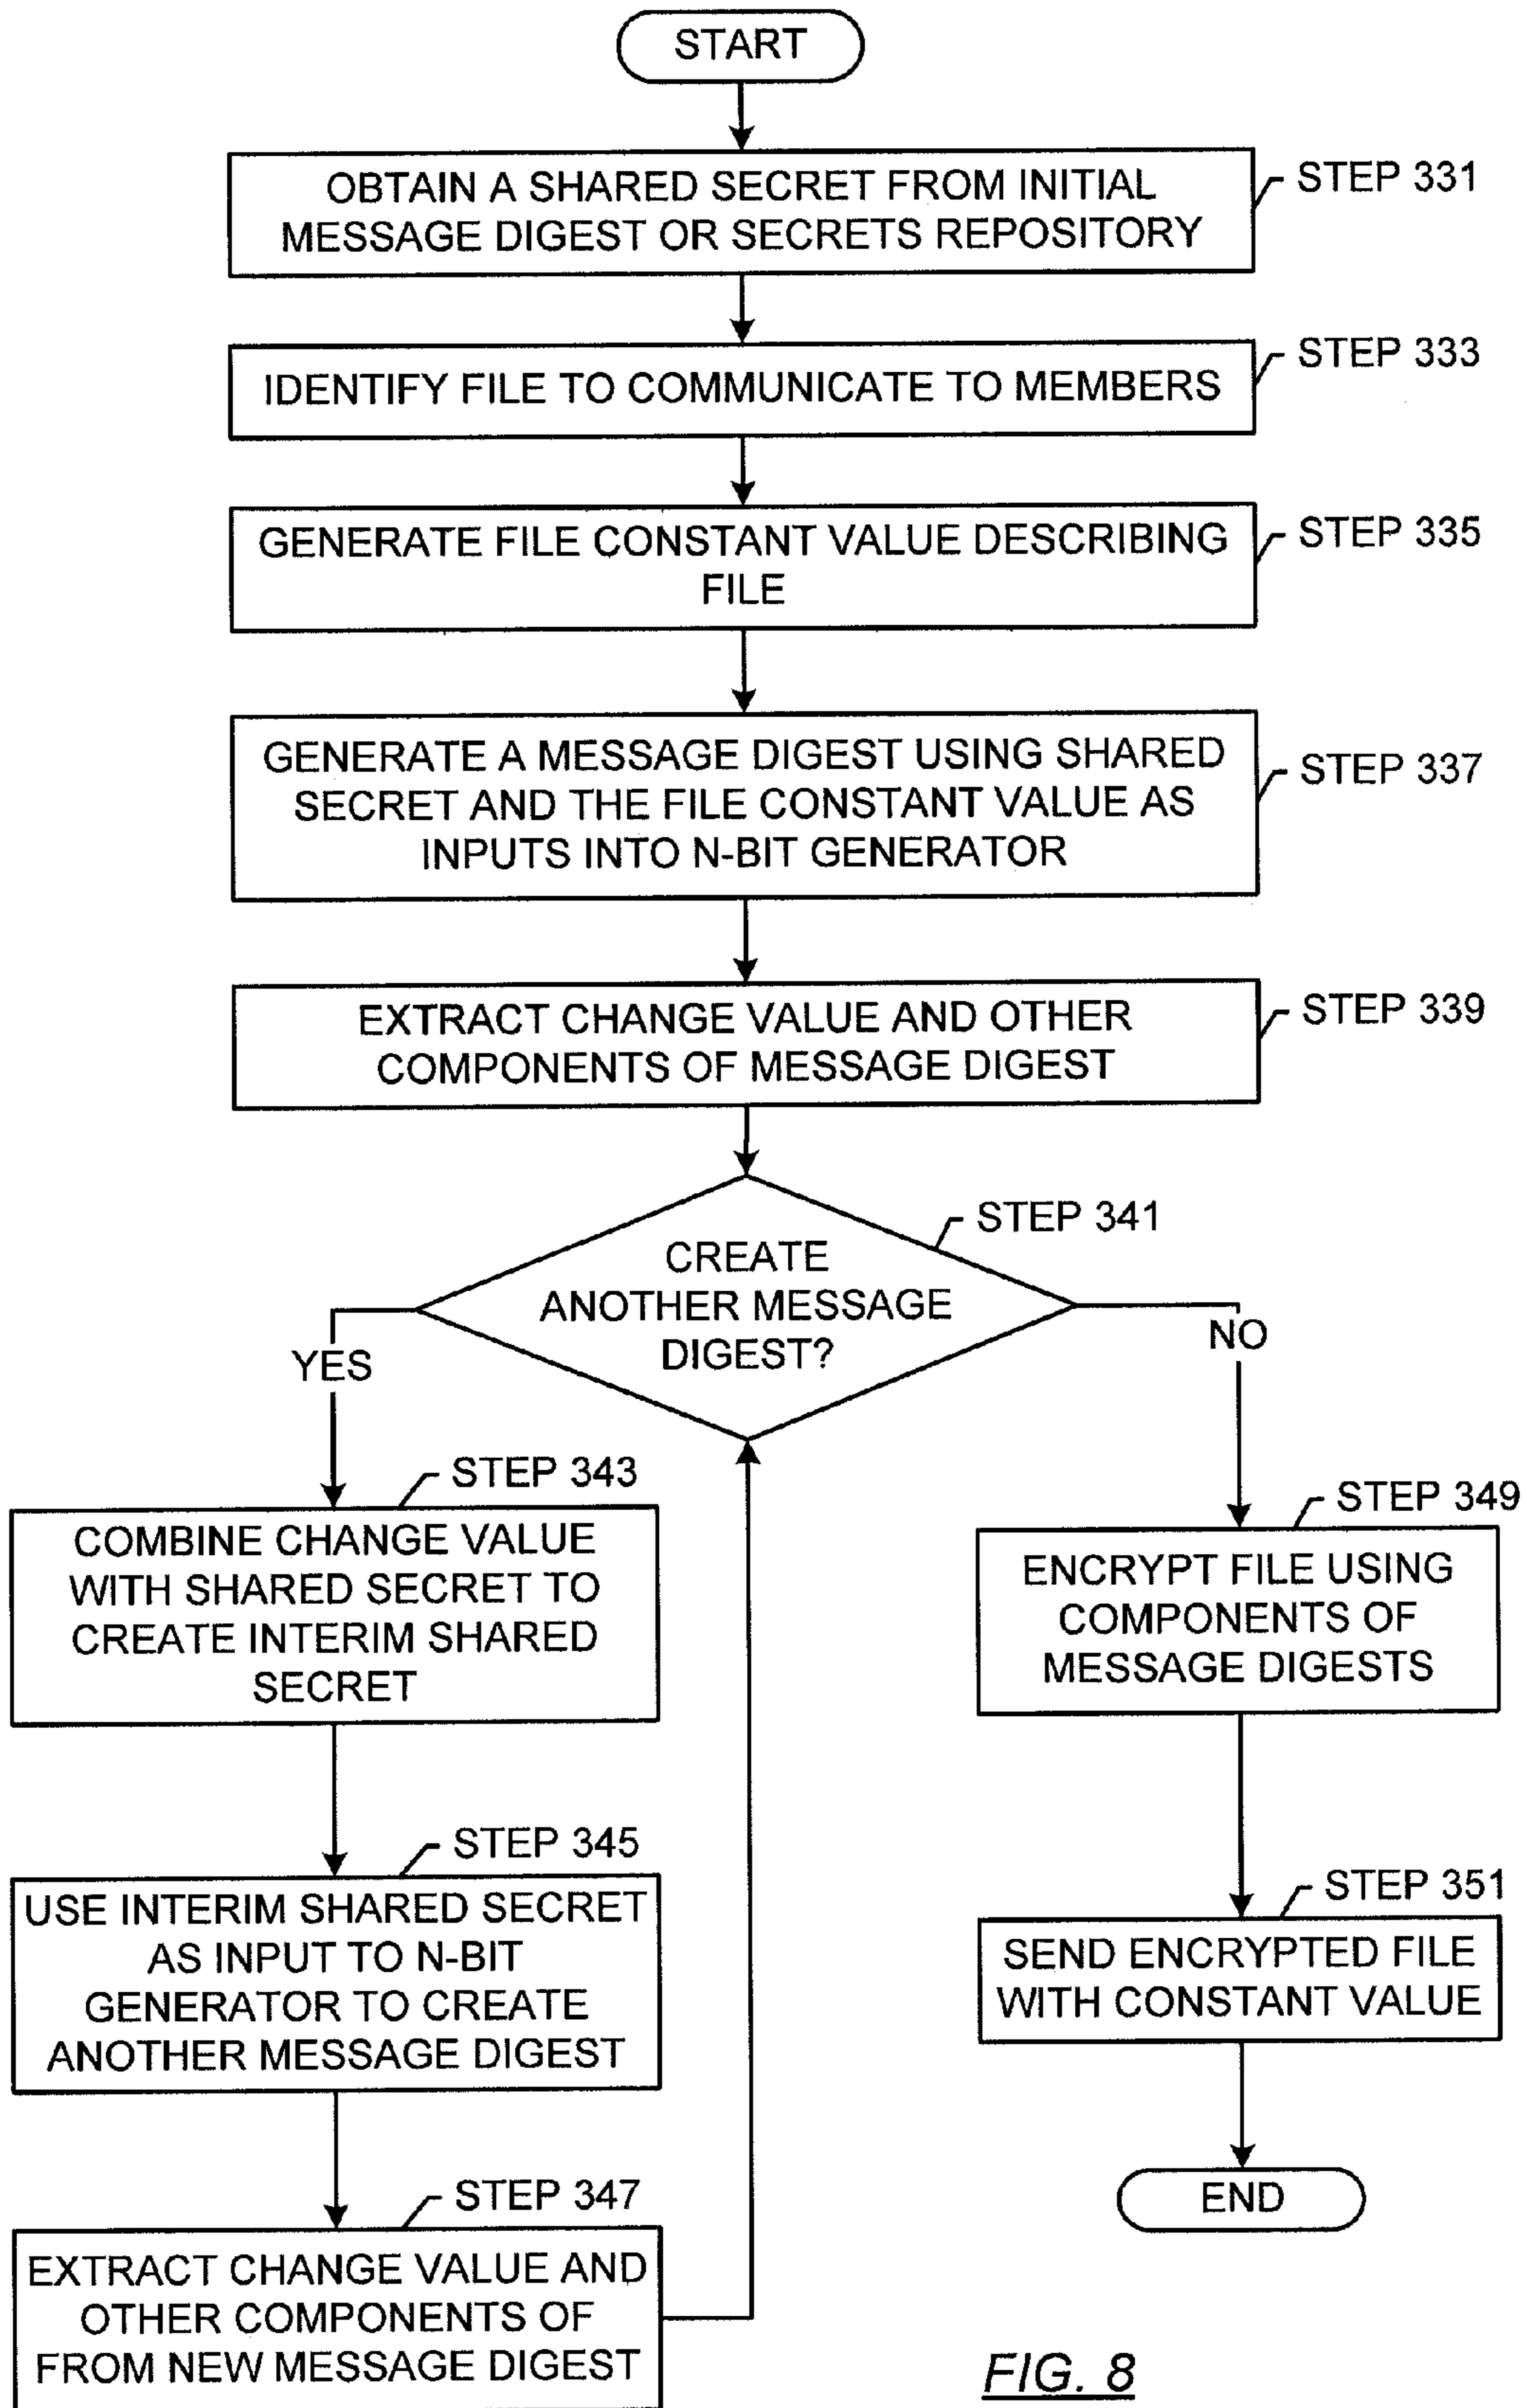 START
OBTAIN A SHARED SECRET FROM INITIAL
MESSAGE DIGEST OR SECRETS REPOSITORY
STEP 331
IDENTIFY FILE TO COMMUNICATE TO MEMBERS
STEP 333
GENERATE FILE CONSTANT VALUE DESCRIBING
FILE
STEP 335
GENERATE A MESSAGE DIGEST USING SHARED
SECRET AND THE FILE CONSTANT VALUE AS
INPUTS INTO N-BIT GENERATOR
STEP 337
EXTRACT CHANGE VALUE AND OTHER
COMPONENTS OF MESSAGE DIGEST
STEP 339
STEP 341
CREATE
ANOTHER MESSAGE
DIGEST?
YES
NO
STEP 343
COMBINE CHANGE VALUE
WITH SHARED SECRET TO
CREATE INTERIM SHARED
SECRET
STEP 345
USE INTERIM SHARED SECRET
AS INPUT TO N-BIT
GENERATOR TO CREATE
ANOTHER MESSAGE DIGEST
STEP 347
EXTRACT CHANGE VALUE AND
OTHER COMPONENTS OF
FROM NEW MESSAGE DIGEST
STEP 349
ENCRYPT FILE USING
COMPONENTS OF
MESSAGE DIGESTS
STEP 351
SEND ENCRYPTED FILE
WITH CONSTANT VALUE
END
FIG. 8